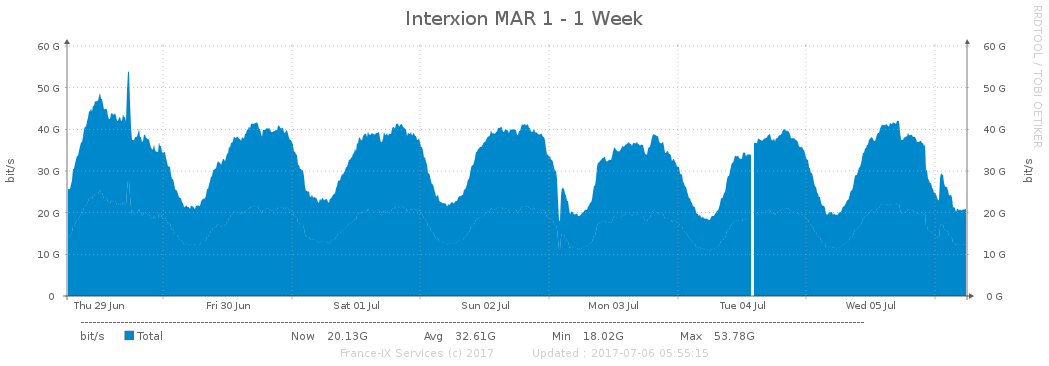 Interxion MAR 1 - 1 Week
RRDTOOL / TOBI OETIKER
60 G 60 G
50 G 50 G
40 G 40 G
30 G 30 G
20 G 20 G
10 G 10 G
0 0 G
bit/s bit/s
Thu 29 Jun Fri 30 Jun Sat 01 Jul Sun 02 Jul Mon 03 Jul Tue 04 Jul Wed 05 Jul
bit/s Total Now 20.13G Avg 32.61G Min 18.02G Max 53.78G
France-IX Services (c) 2017 Updated : 2017-07-06 05:55:15